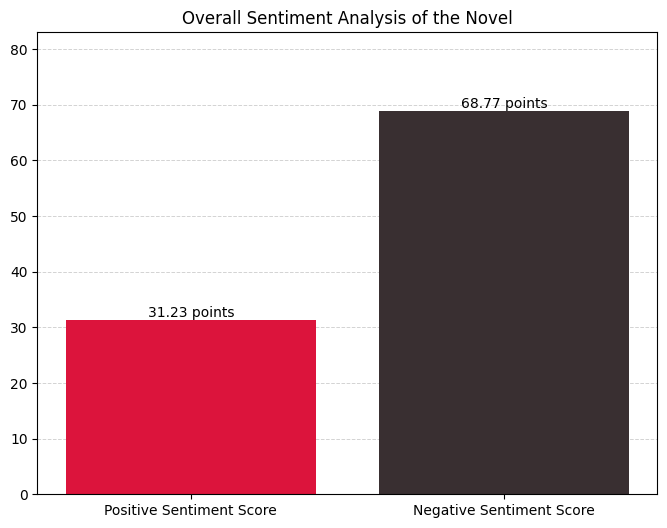 Overall Sentiment Analysis of the Novel
80
70
60
50
40
30
20
10
0
68.77 points
31.23 points
Positive Sentiment Score
Negative Sentiment Score